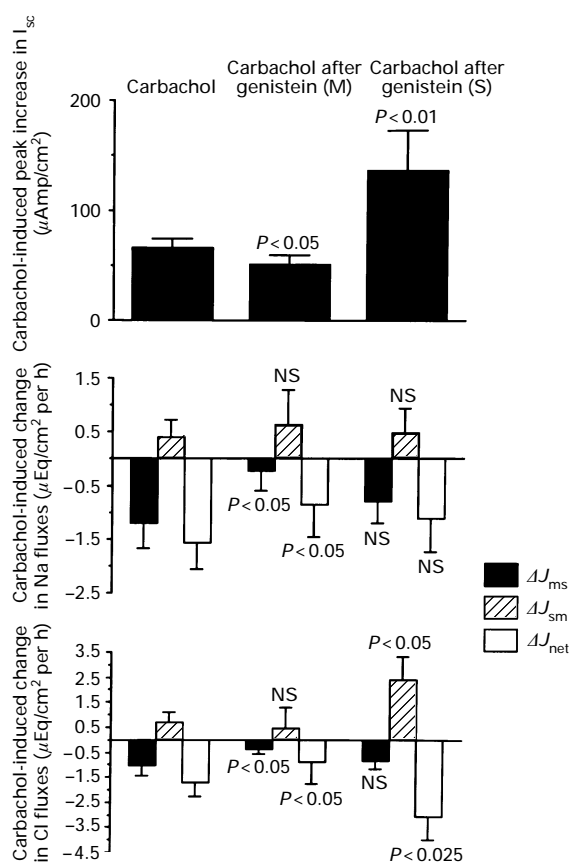 Carbachol-induced peak increase in Isc
(μAmp/cm²)
Carbachol
Carbachol after
genistein (M)
Carbachol after
genistein (S)
200
100
0
P<0.05
P<0.01
Carbachol-induced change
in Na fluxes (μEq/cm² per h)
1.5
0.5
−0.5
−1.5
−2.5
NS
NS
P<0.05
P<0.05
NS
NS
ΔJms
ΔJsm
ΔJnet
Carbachol-induced change
in Cl fluxes (μEq/cm² per h)
3.5
2.5
1.5
0.5
−0.5
−1.5
−2.5
−3.5
−4.5
NS
P<0.05
P<0.05
P<0.05
NS
P<0.025